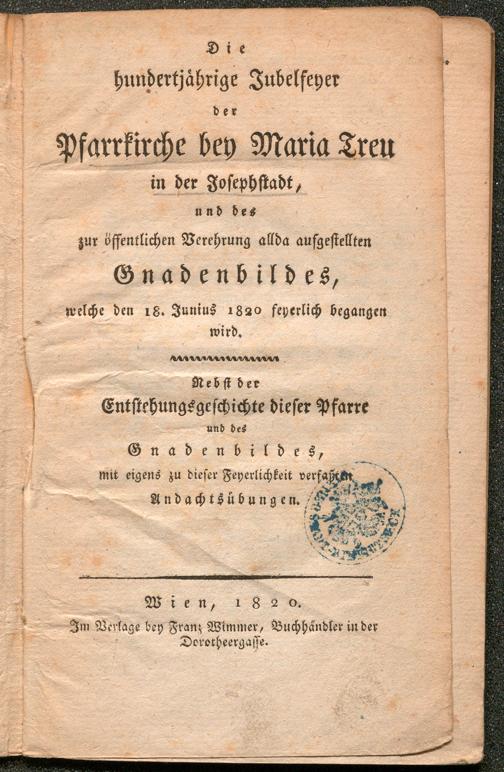 Die
hundertjährige Jubelfeyer
der
Pfarrkirche bey Maria Treu
in der Josephstadt,
und des
zur öffentlichen Verehrung allda aufgestellten
Gnadenbildes,
welche den 18. Junius 1820 feyerlich begangen
wird.
Nebst der
Entstehungsgeschichte dieser Pfarre
und des
Gnadenbildes,
mit eigens zu dieser Feyerlichkeit verfaßten
Andachtsübungen.
Wien, 1820.
Im Verlage bey Franz Wimmer, Buchhändler in der
Dorotheergasse.